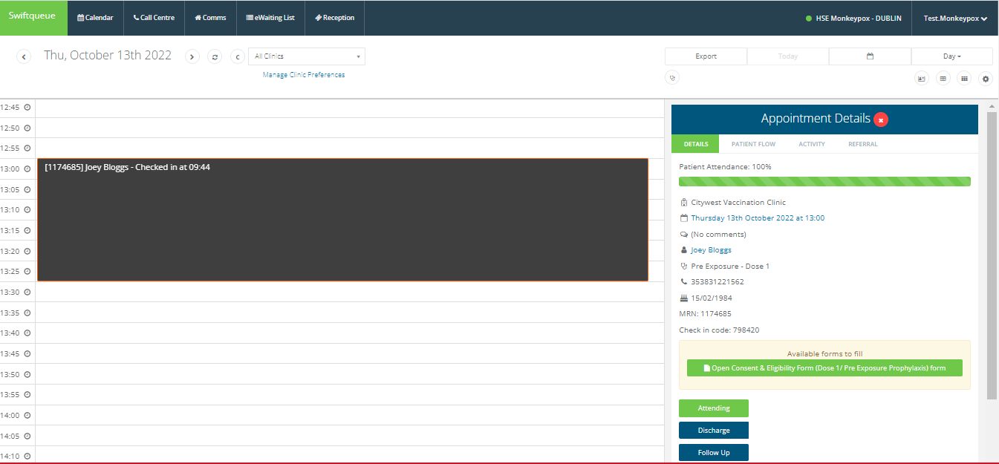 Swiftqueue
Calendar
Call Centre
Comms
eWaiting List
Reception
HSE Monkeypox - DUBLIN
Test.Monkeypox
Thu, October 13th 2022
C
All Clinics
Manage Clinic Preferences
Export
Today
Day
12:45
12:50
12:55
13:00
13:05
13:10
13:15
13:20
13:25
13:30
13:35
13:40
13:45
13:50
13:55
14:00
14:05
14:10
[1174685] Joey Bloggs - Checked in at 09:44
Appointment Details
DETAILS
PATIENT FLOW
ACTIVITY
REFERRAL
Patient Attendance: 100%
Citywest Vaccination Clinic
Thursday 13th October 2022 at 13:00
(No comments)
Joey Bloggs
Pre Exposure - Dose 1
353831221562
15/02/1984
MRN: 1174685
Check in code: 798420
Available forms to fill
Open Consent & Eligibility Form (Dose 1/ Pre Exposure Prophylaxis) form
Attending
Discharge
Follow Up